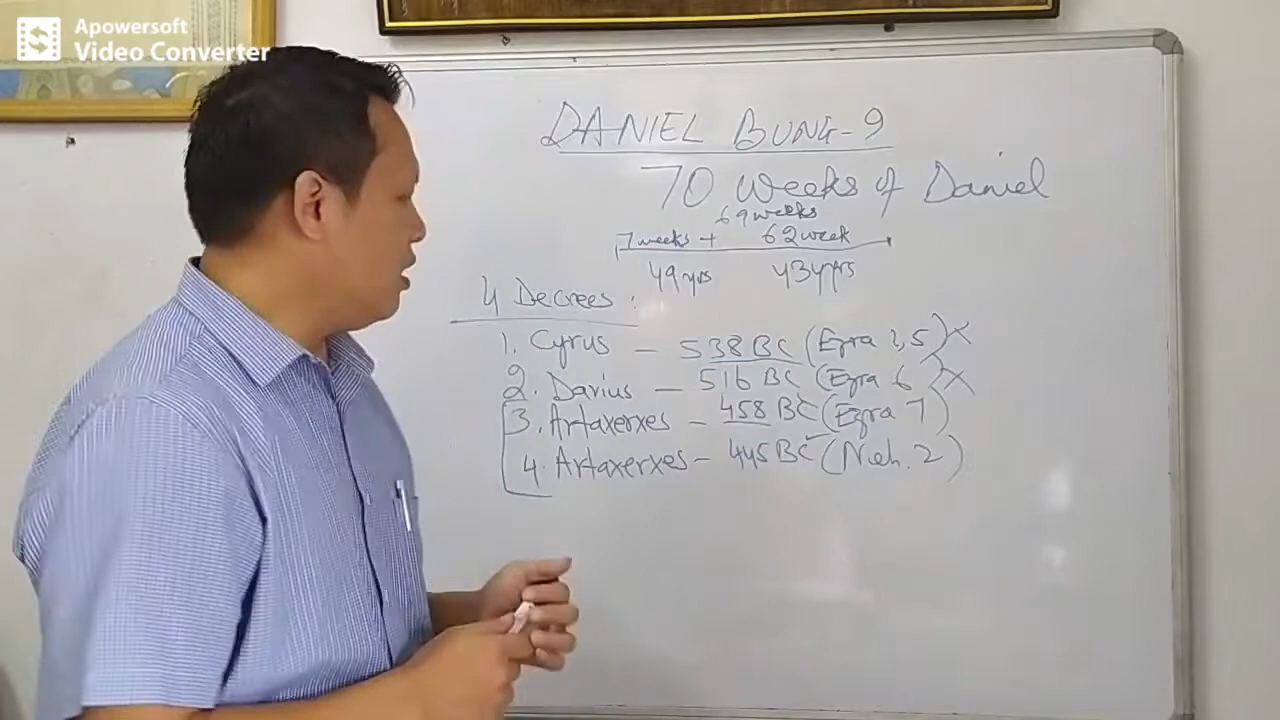 Apowersoft
Video Converter
DANIEL BUNG-9
70 Weeks of Daniel
69 weeks
7 weeks + 62 week
49 yrs 434 yrs
4 Decrees:
1. Cyrus - 538 BC (Ezra 1,5) X
2. Darius - 516 BC (Ezra 6) X
3. Artaxerxes - 458 BC (Ezra 7)
4. Artaxerxes - 445 BC (Neh. 2)